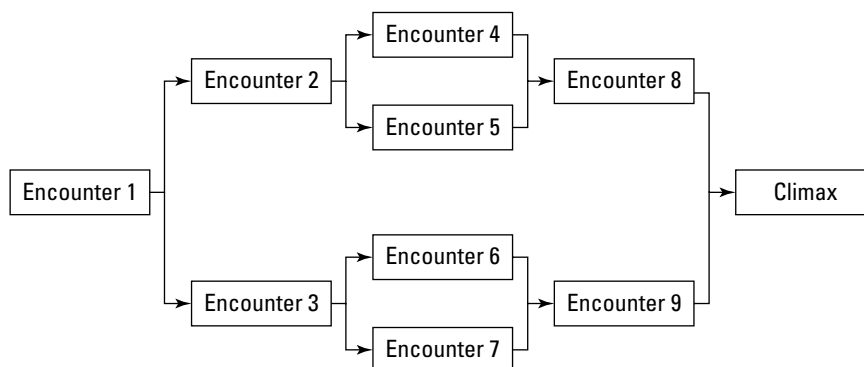 Encounter 1
Encounter 2
Encounter 3
Encounter 4
Encounter 5
Encounter 6
Encounter 7
Encounter 8
Encounter 9
Climax